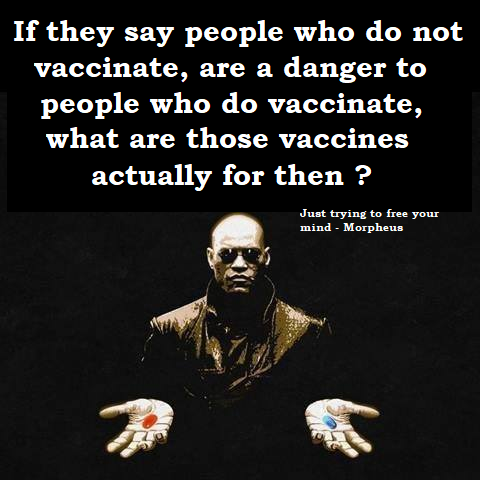 If they say people who do not
vaccinate, are a danger to
people who do vaccinate,
what are those vaccines
actually for then ?
Just trying to free your
mind - Morpheus